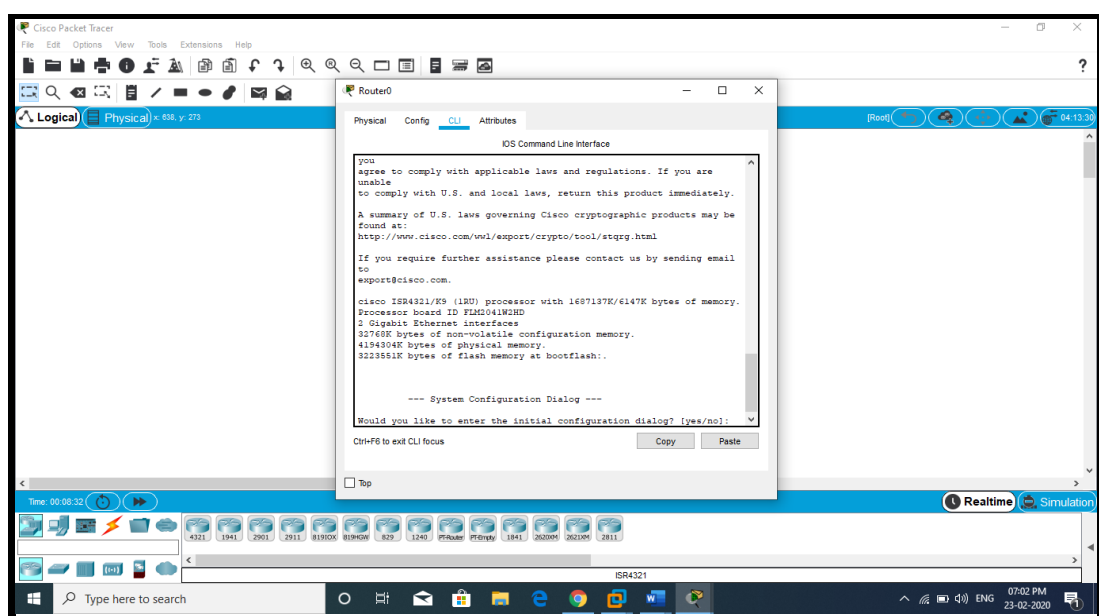 Cisco Packet Tracer
File Edit Options View Tools Extensions Help
?
Router0
Logical Physical x: 638, y: 273
[Root] 04:13:30
Physical Config CLI Attributes
IOS Command Line Interface
you
agree to comply with applicable laws and regulations. If you are
unable
to comply with U.S. and local laws, return this product immediately.
A summary of U.S. laws governing Cisco cryptographic products may be
found at:
http://www.cisco.com/wwl/export/crypto/tool/stqrg.html
If you require further assistance please contact us by sending email
to
export@cisco.com.
cisco ISR4321/K9 (1RU) processor with 1687137K/6147K bytes of memory.
Processor board ID FLM2041W2HD
2 Gigabit Ethernet interfaces
32768K bytes of non-volatile configuration memory.
4194304K bytes of physical memory.
3223551K bytes of flash memory at bootflash:.
--- System Configuration Dialog ---
Would you like to enter the initial configuration dialog? [yes/no]:
Ctrl+F6 to exit CLI focus
Copy Paste
Top
Time: 00:08:32
Realtime Simulation
4321 1941 2901 2911 819IOX 819HGW 829 1240 PT-Router PT-Empty 1841 2620XM 2621XM 2811
ISR4321
Type here to search
ENG
07:02 PM
23-02-2020